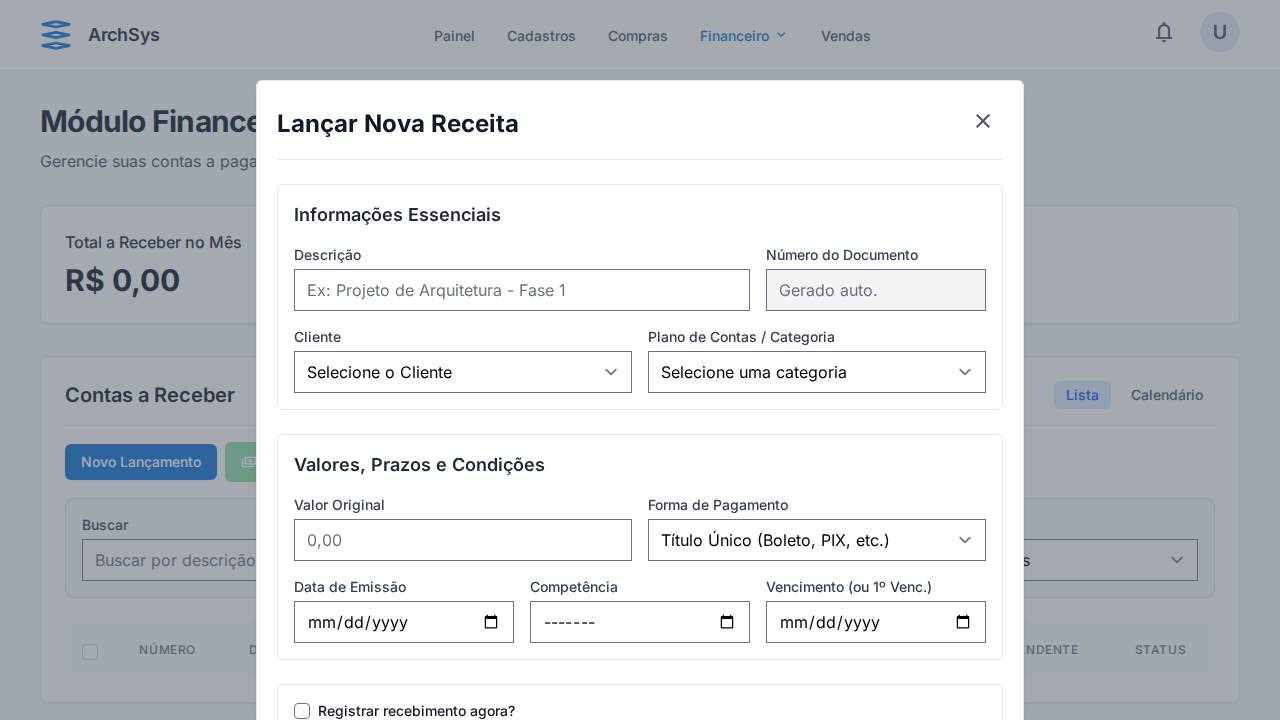 ArchSys
Painel
Cadastros
Compras
Financeiro
Vendas
U
Módulo Finance
Gerencie suas contas a paga
Total a Receber no Mês
R$ 0,00
Contas a Receber
Lista
Calendário
Novo Lançamento
Buscar
Buscar por descrição
NÚMERO
STATUS
Lançar Nova Receita
Informações Essenciais
Descrição
Número do Documento
Ex: Projeto de Arquitetura - Fase 1
Gerado auto.
Cliente
Plano de Contas / Categoria
Selecione o Cliente
Selecione uma categoria
Valores, Prazos e Condições
Valor Original
Forma de Pagamento
0,00
Título Único (Boleto, PIX, etc.)
Data de Emissão
Competência
Vencimento (ou 1º Venc.)
mm/dd/yyyy
-------
mm/dd/yyyy
Registrar recebimento agora?